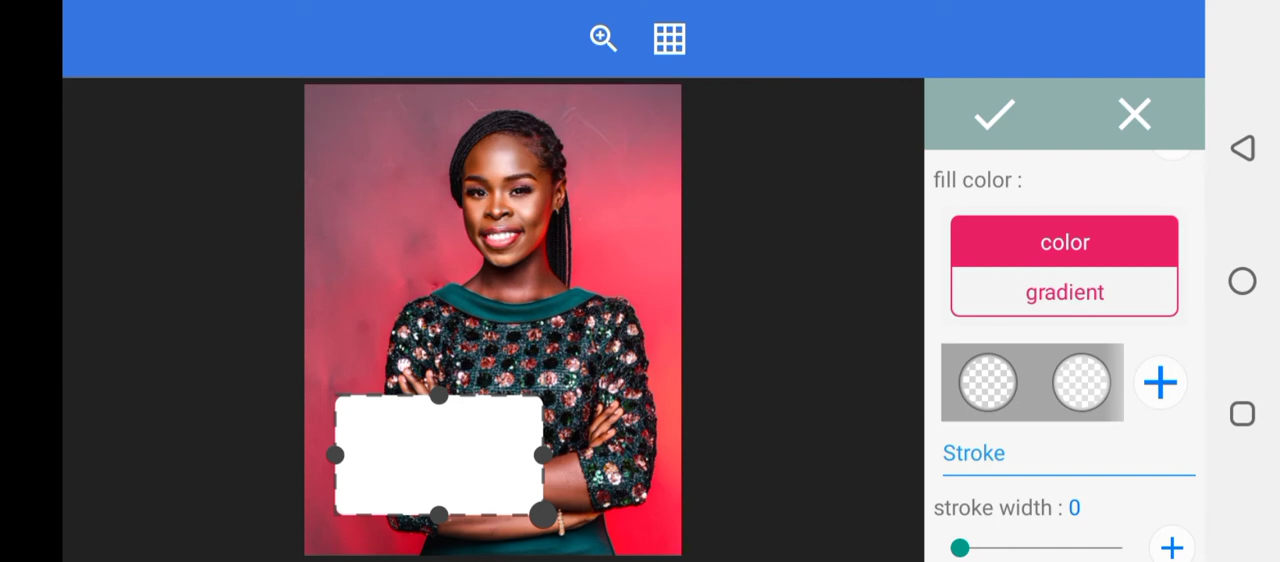 fill color :
color
gradient
Stroke
stroke width : 0